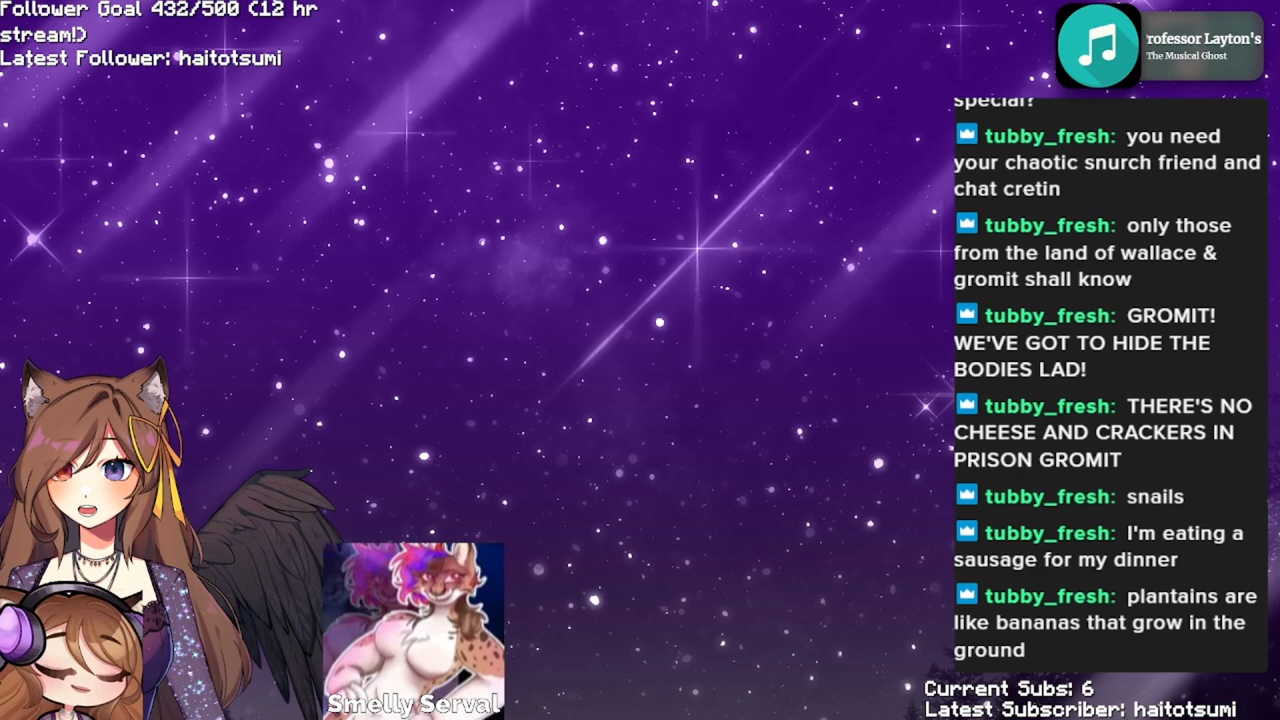 Follower Goal 432/500 (12 hr
stream!)
Latest Follower: haitotsumi
rofessor Layton's
The Musical Ghost
special?
tubby_fresh: you need
your chaotic snurch friend and
chat cretin
tubby_fresh: only those
from the land of wallace &
gromit shall know
tubby_fresh: GROMIT!
WE'VE GOT TO HIDE THE
BODIES LAD!
tubby_fresh: THERE'S NO
CHEESE AND CRACKERS IN
PRISON GROMIT
tubby_fresh: snails
tubby_fresh: I'm eating a
sausage for my dinner
tubby_fresh: plantains are
like bananas that grow in the
ground
Smelly Serval
Current Subs: 6
Latest Subscriber: haitotsumi